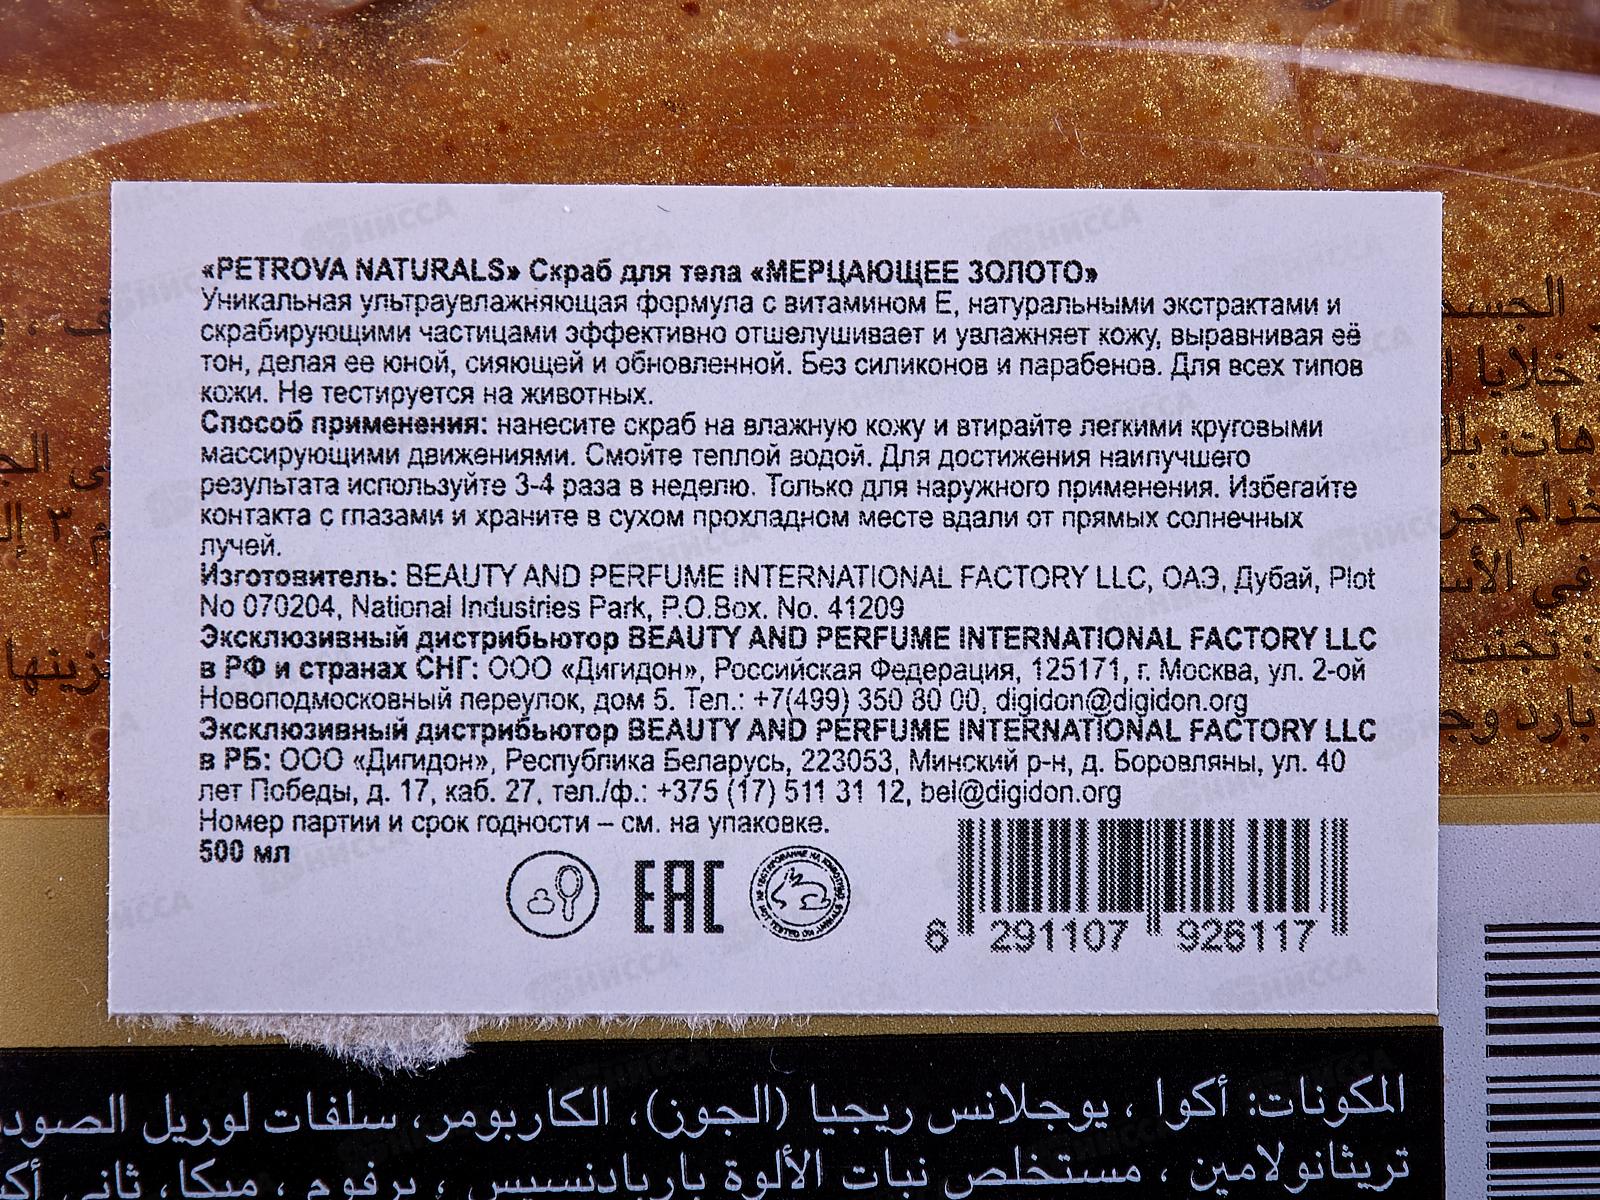 «PETROVA NATURALS» Скраб для тела «МЕРЦАЮЩЕЕ ЗОЛОТО»
Уникальная ультраувлажняющая формула с витамином Е, натуральными экстрактами и
скрабирующими частицами эффективно отшелушивает и увлажняет кожу, выравнивая её
тон, делая ее юной, сияющей и обновленной. Без силиконов и парабенов. Для всех типов
кожи. Не тестируется на животных.
Способ применения: нанесите скраб на влажную кожу и втирайте легкими круговыми
массирующими движениями. Смойте теплой водой. Для достижения наилучшего
результата используйте 3-4 раза в неделю. Только для наружного применения. Избегайте
контакта с глазами и храните в сухом прохладном месте вдали от прямых солнечных
лучей.
Изготовитель: BEAUTY AND PERFUME INTERNATIONAL FACTORY LLC, ОАЭ, Дубай, Plot
No 070204, National Industries Park, P.O.Box. No. 41209
Эксклюзивный дистрибьютор BEAUTY AND PERFUME INTERNATIONAL FACTORY LLC
в РФ и странах СНГ: ООО «Дигидон», Российская Федерация, 125171, г. Москва, ул. 2-ой
Новоподмосковный переулок, дом 5. Тел.: +7(499) 350 80 00, digidon@digidon.org
Эксклюзивный дистрибьютор BEAUTY AND PERFUME INTERNATIONAL FACTORY LLC
в РБ: ООО «Дигидон», Республика Беларусь, 223053, Минский р-н, д. Боровляны, ул. 40
лет Победы, д. 17, каб. 27, тел./ф.: +375 (17) 511 31 12, bel@digidon.org
Номер партии и срок годности – см. на упаковке.
500 мл
EAC
6 291107 926117
المكونات: أكوا ، يوجلانس ريجيا (الجوز)، الكاربومر، سلفات لوريل
تريثانولامين ، مستخلص نبات الألوة باربادنسيس ، برفوم ، ميكا، ثاني